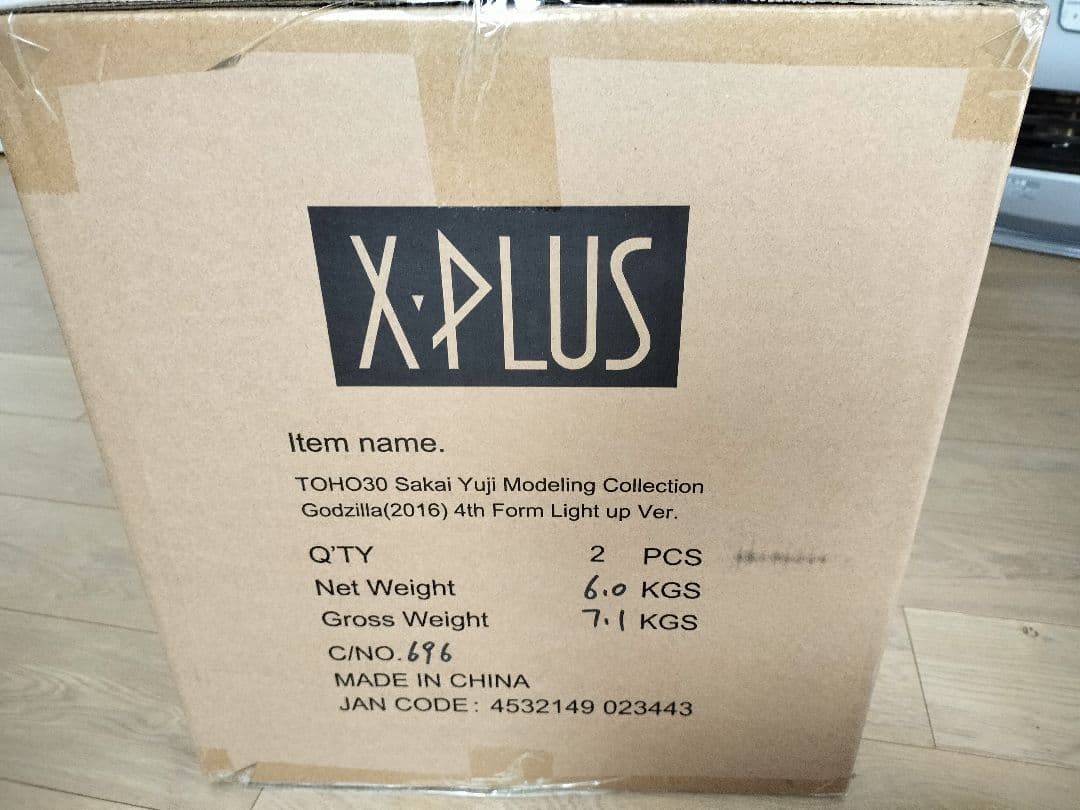 X·PLUS
Item name.
TOHO30 Sakai Yuji Modeling Collection
Godzilla(2016) 4th Form Light up Ver.
Q'TY 2 PCS
Net Weight 6.0 KGS
Gross Weight 7.1 KGS
C/NO. 696
MADE IN CHINA
JAN CODE : 4532149 023443